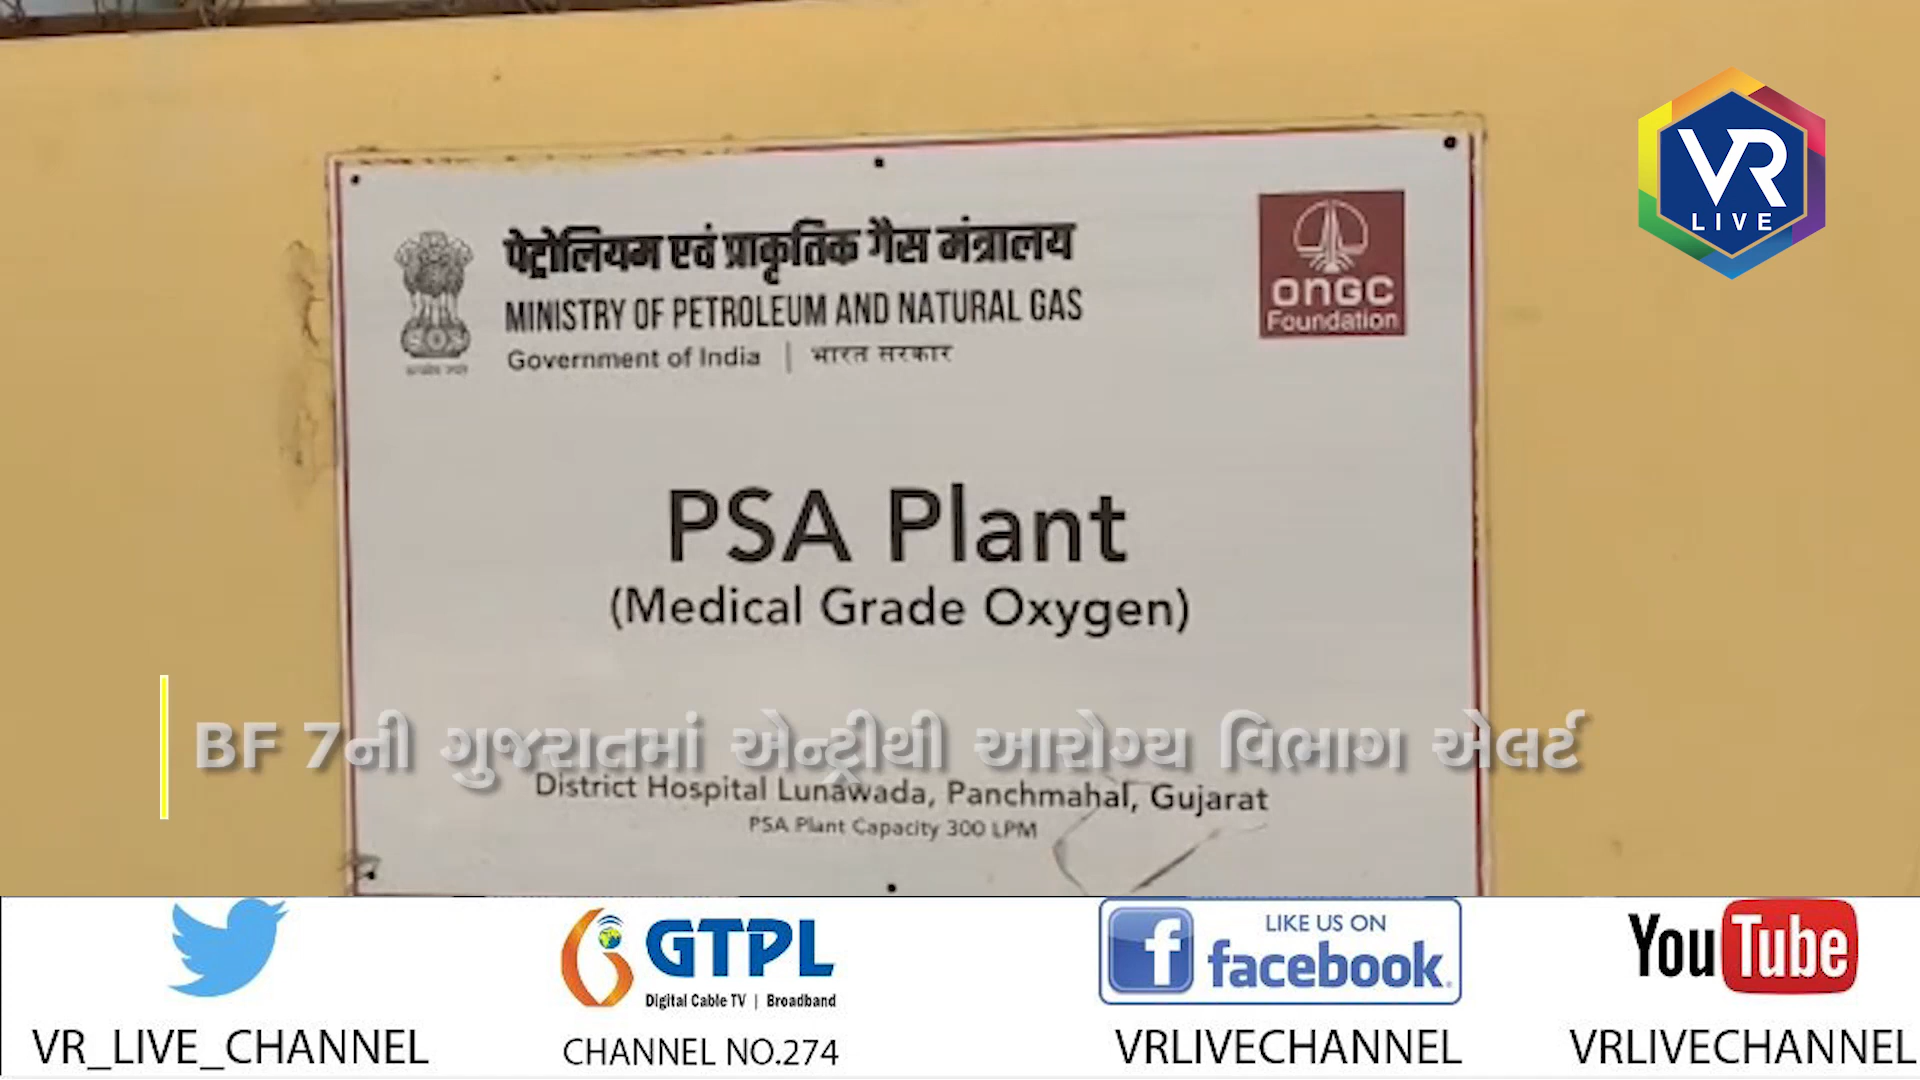 VR
LIVE
पेट्रोलियम एवं प्राकृतिक गैस मंत्रालय
MINISTRY OF PETROLEUM AND NATURAL GAS
Government of India | भारत सरकार
ONGC
Foundation
PSA Plant
(Medical Grade Oxygen)
BF 7ની ગુજરાતમાં એન્ટ્રીથી આરોગ્ય વિભાગ એલર્ટ
District Hospital Lunawada, Panchmahal, Gujarat
PSA Plant Capacity 300 LPM
GTPL
Digital Cable TV | Broadband
LIKE US ON
facebook.
YouTube
VR_LIVE_CHANNEL
CHANNEL NO.274
VRLIVECHANNEL
VRLIVECHANNEL